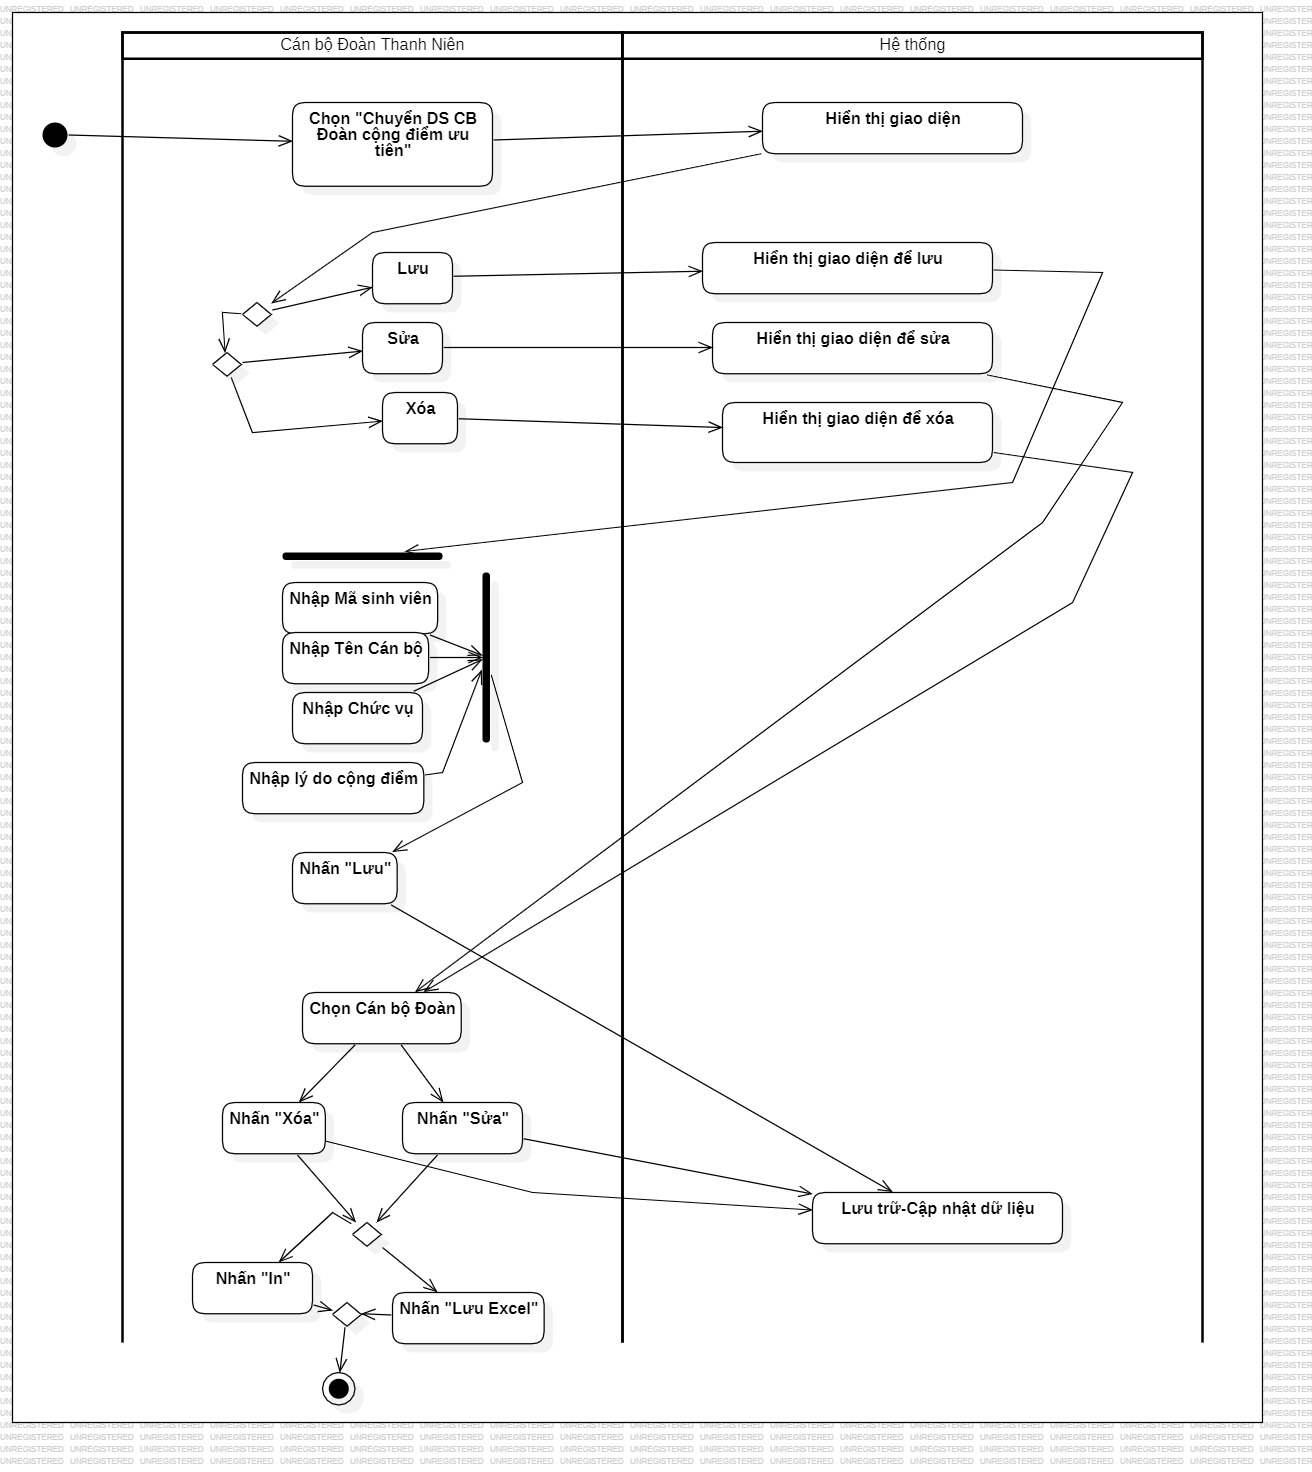 Cán bộ Đoàn Thanh Niên
Hệ thống
Chọn "Chuyển DS CB
Đoàn cộng điểm ưu
tiên"
Hiển thị giao diện
Lưu
Hiển thị giao diện để lưu
Sửa
Hiển thị giao diện để sửa
Xóa
Hiển thị giao diện để xóa
Nhập Mã sinh viên
Nhập Tên Cán bộ
Nhập Chức vụ
Nhập lý do cộng điểm
Nhấn "Lưu"
Chọn Cán bộ Đoàn
Nhấn "Xóa"
Nhấn "Sửa"
Lưu trữ-Cập nhật dữ liệu
Nhấn "In"
Nhấn "Lưu Excel"
UNREGISTERED